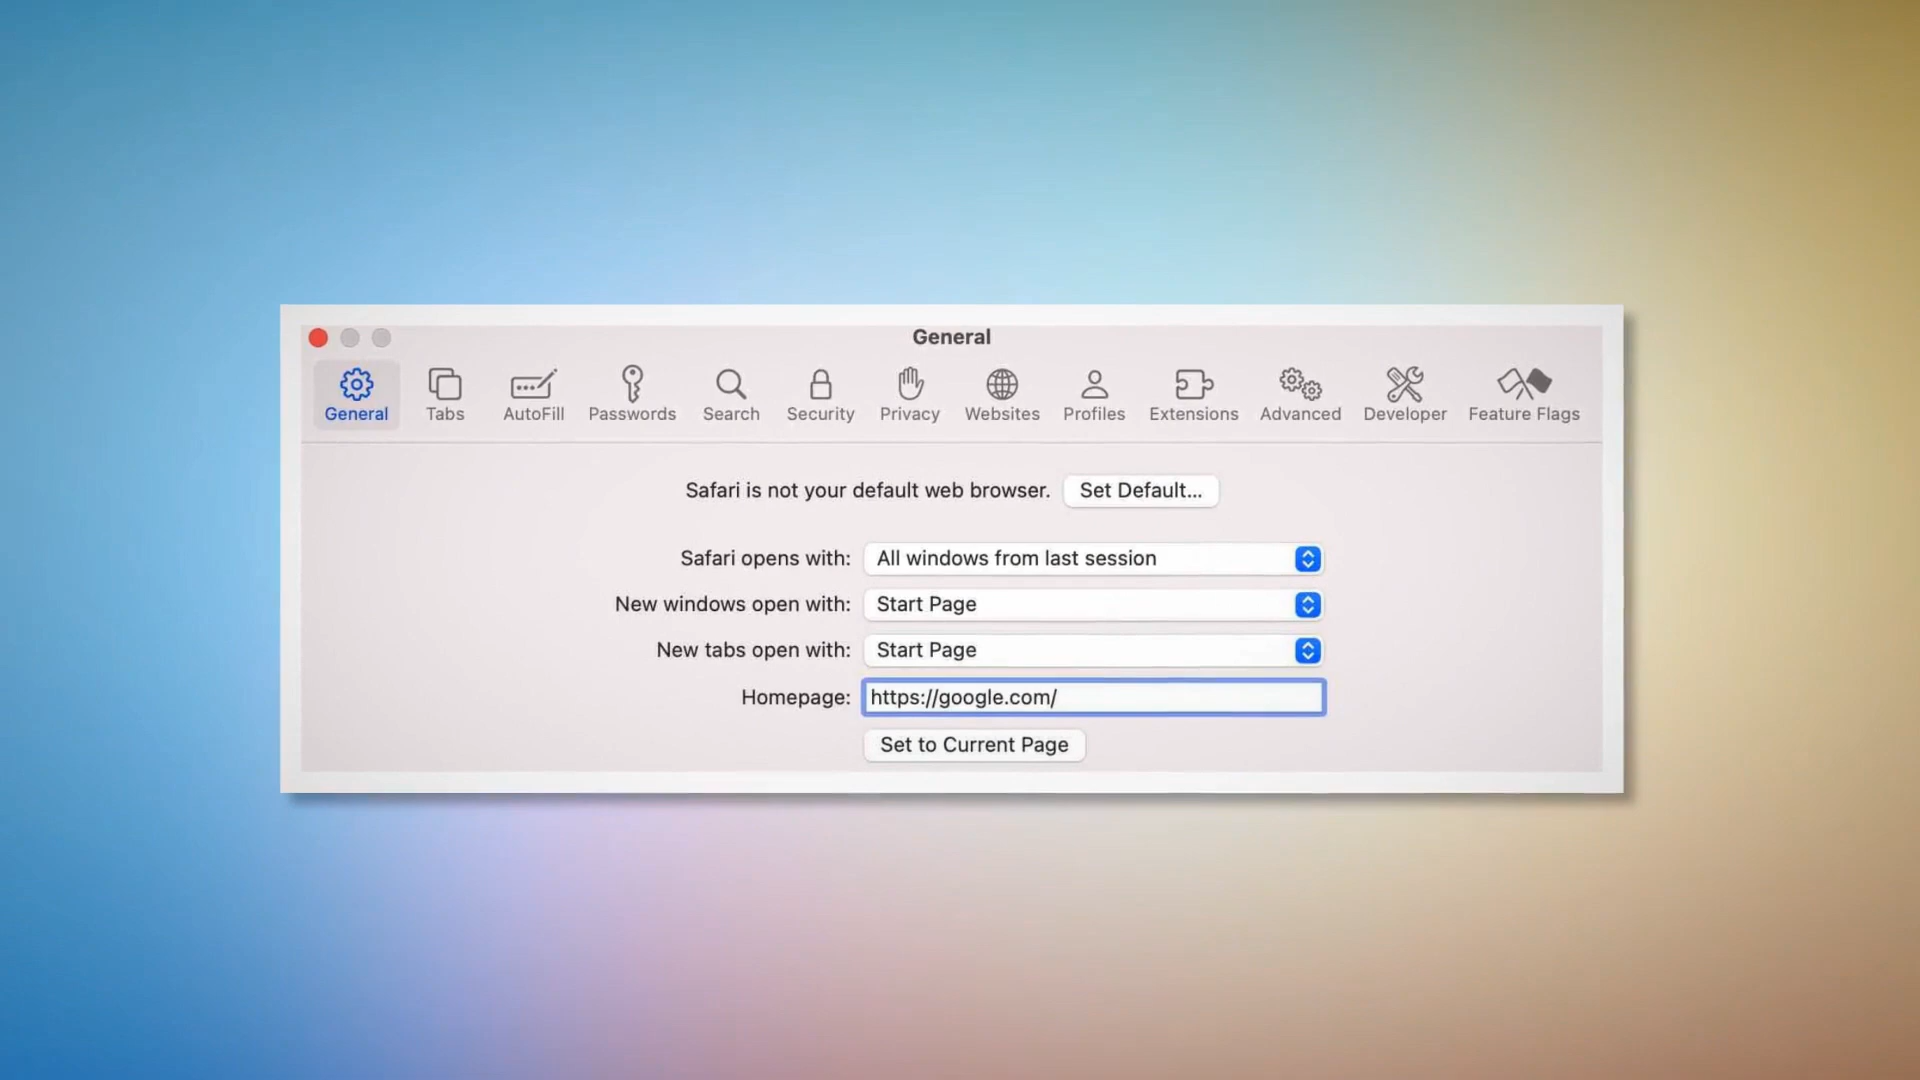 General
General Tabs AutoFill Passwords Search Security Privacy Websites Profiles Extensions Advanced Developer Feature Flags
Safari is not your default web browser. Set Default...
Safari opens with: All windows from last session
New windows open with: Start Page
New tabs open with: Start Page
Homepage: https://google.com/
Set to Current Page